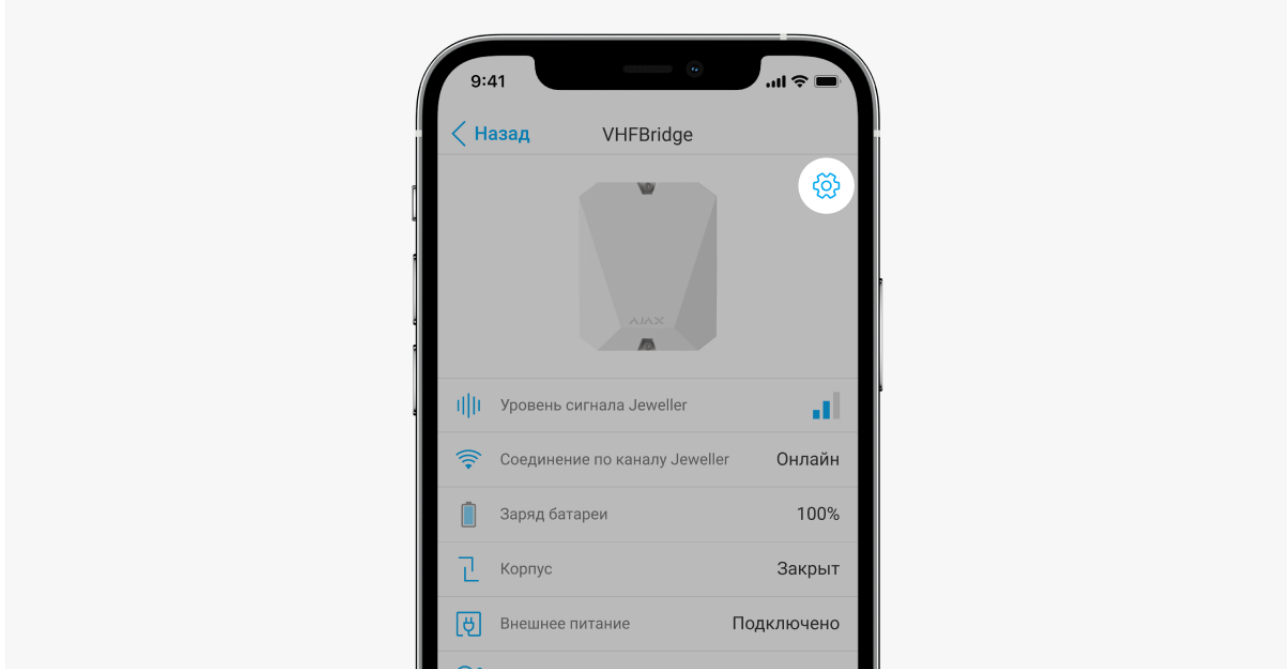 9:41
Назад VHFBridge
AJAX
Уровень сигнала Jeweller
Соединение по каналу Jeweller Онлайн
Заряд батареи 100%
Корпус Закрыт
Внешнее питание Подключено